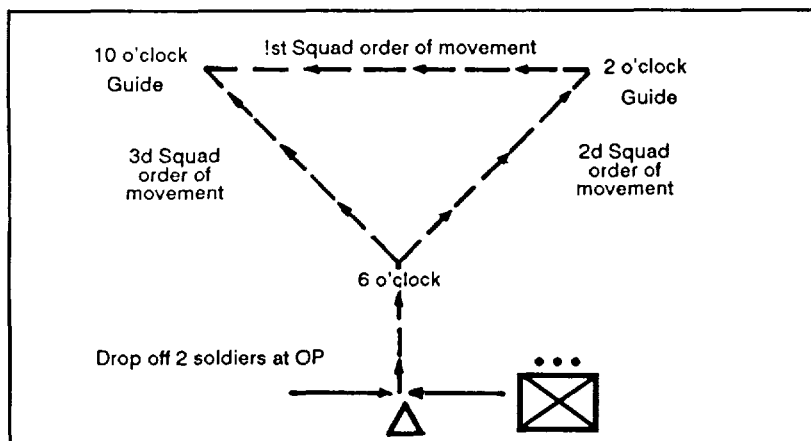 !st Squad order of movement
10 o'clock
Guide
2 o'clock
Guide
3d Squad
order of
movement
2d Squad
order of
movement
6 o'clock
Drop off 2 soldiers at OP